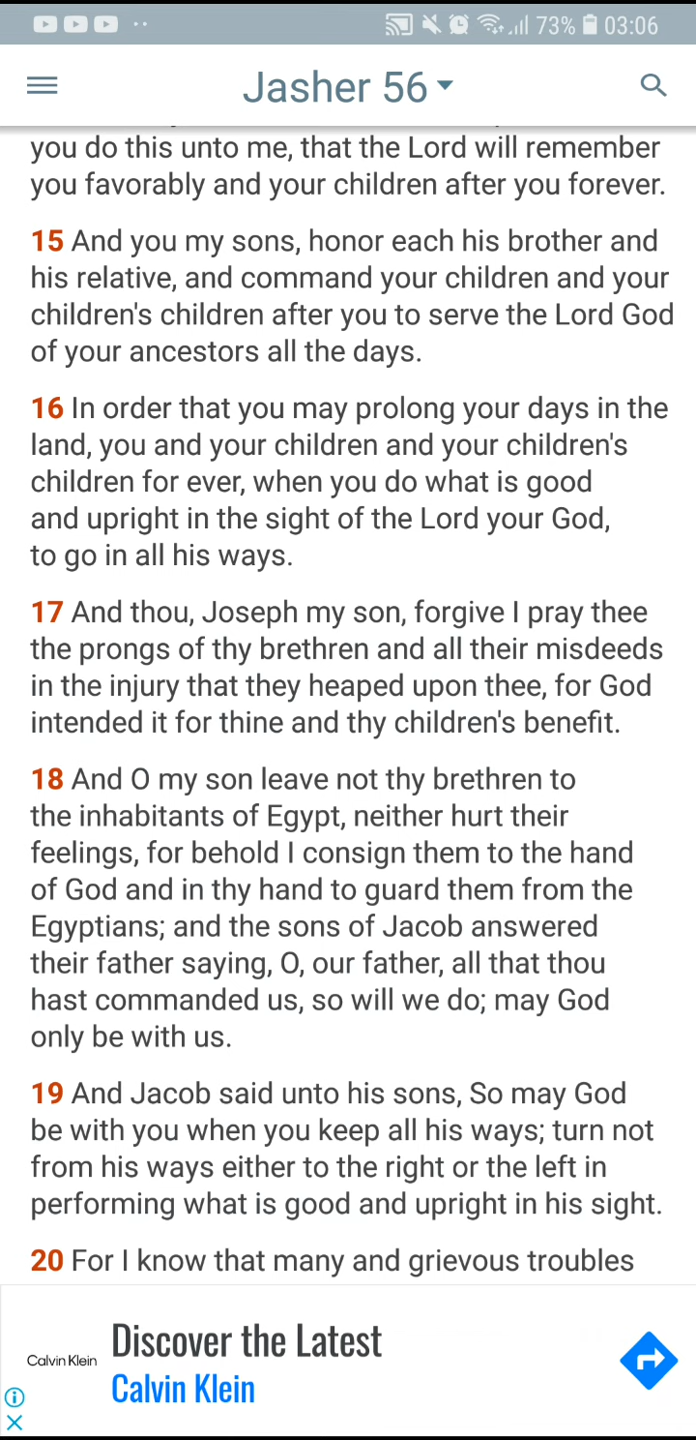 73% 03:06
Jasher 56
you do this unto me, that the Lord will remember
you favorably and your children after you forever.
15 And you my sons, honor each his brother and
his relative, and command your children and your
children's children after you to serve the Lord God
of your ancestors all the days.
16 In order that you may prolong your days in the
land, you and your children and your children's
children for ever, when you do what is good
and upright in the sight of the Lord your God,
to go in all his ways.
17 And thou, Joseph my son, forgive I pray thee
the prongs of thy brethren and all their misdeeds
in the injury that they heaped upon thee, for God
intended it for thine and thy children's benefit.
18 And O my son leave not thy brethren to
the inhabitants of Egypt, neither hurt their
feelings, for behold I consign them to the hand
of God and in thy hand to guard them from the
Egyptians; and the sons of Jacob answered
their father saying, O, our father, all that thou
hast commanded us, so will we do; may God
only be with us.
19 And Jacob said unto his sons, So may God
be with you when you keep all his ways; turn not
from his ways either to the right or the left in
performing what is good and upright in his sight.
20 For I know that many and grievous troubles
Discover the Latest
Calvin Klein
Calvin Klein